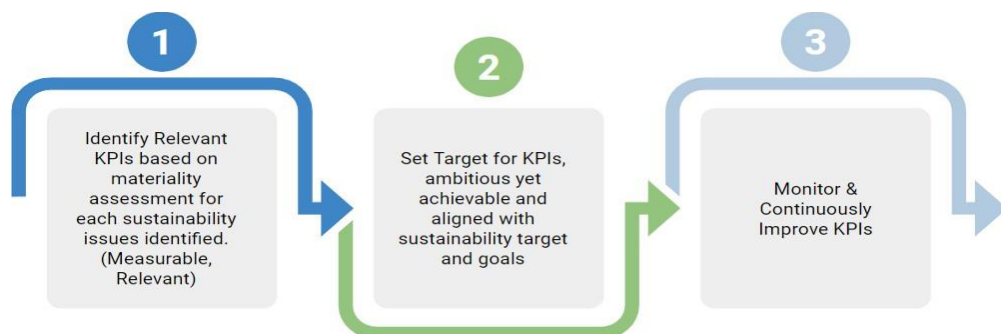 1
Identify Relevant
KPIs based on
materiality
assessment for
each sustainability
issues identified.
(Measurable,
Relevant)
2
Set Target for KPIs,
ambitious yet
achievable and
aligned with
sustainability target
and goals
3
Monitor &
Continuously
Improve KPIs